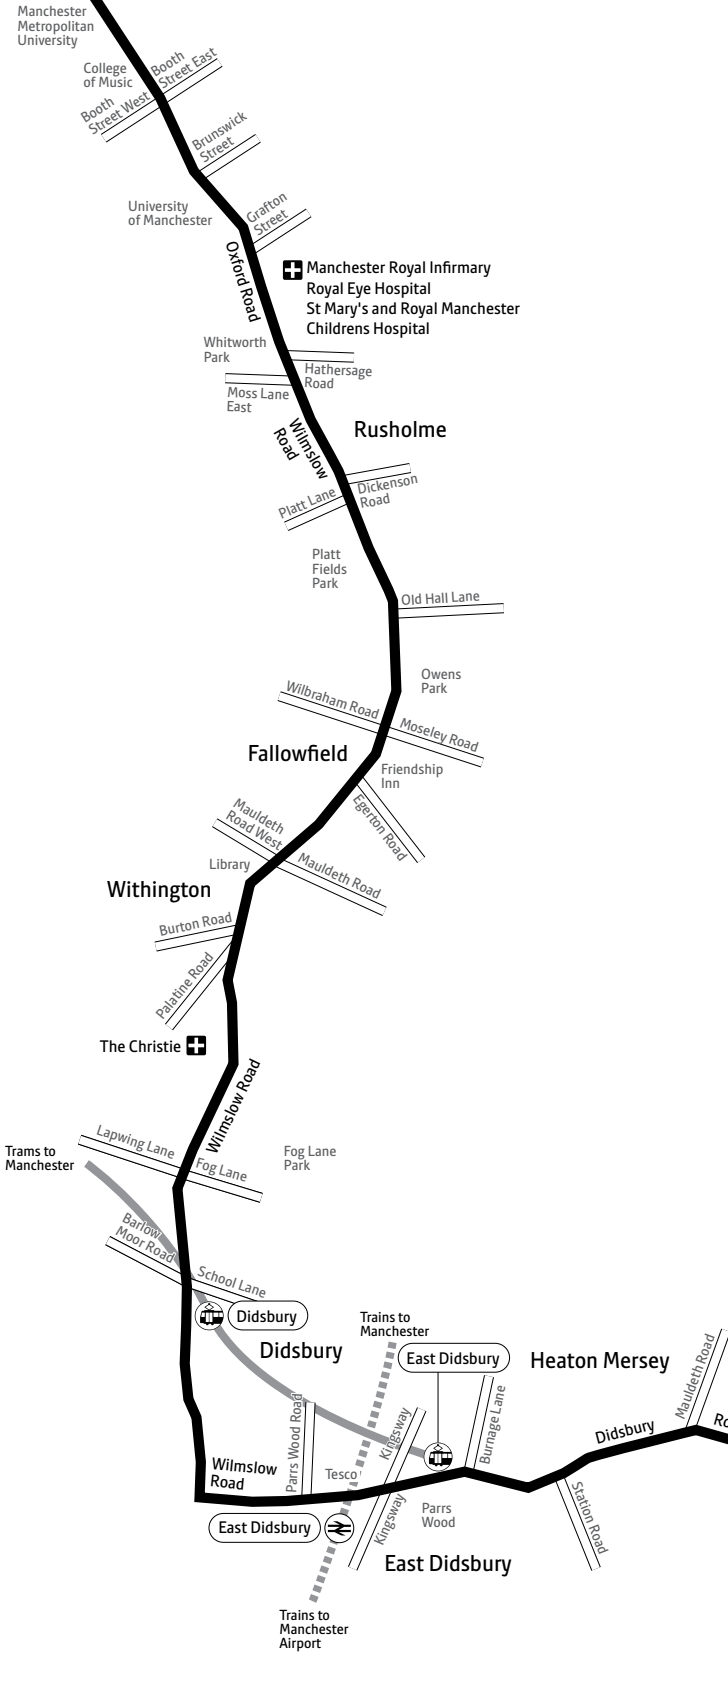 Manchester
Metropolitan
University
College
of Music
Booth
Street East
Booth
Street West
Brunswick
Street
University
of Manchester
Grafton
Street
Oxford Road
Manchester Royal Infirmary
Royal Eye Hospital
St Mary's and Royal Manchester
Childrens Hospital
Whitworth
Park
Hathersage
Road
Moss Lane
East
Wilmslow
Road
Rusholme
Platt Lane
Dickenson
Road
Platt
Fields
Park
Old Hall Lane
Owens
Park
Wilbraham Road
Moseley Road
Fallowfield
Friendship
Inn
Egerton Road
Mauldeth
Road West
Library
Mauldeth Road
Withington
Burton Road
Palatine Road
The Christie
Wilmslow Road
Trams to
Manchester
Lapwing Lane
Fog Lane
Fog Lane
Park
Barlow
Moor Road
School Lane
Didsbury
Didsbury
Trains to
Manchester
East Didsbury
Heaton Mersey
Mauldeth Road
Parrs Wood Road
Kingsway
Burnage Lane
Didsbury
Ro
Wilmslow
Road
Tesco
Kingsway
Parrs
Wood
Station Road
East Didsbury
East Didsbury
Trains to
Manchester
Airport